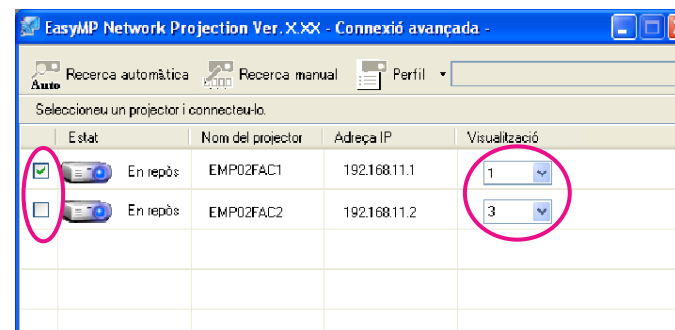 EasyMP Network Projection Ver. X.XX - Connexió avançada -
Auto Recerca automàtica Recerca manual Perfil
Seleccioneu un projector i connecteu-lo.
Estat Nom del projector Adreça IP Visualització
En repòs EMP02FAC1 192.168.11.1 1
En repòs EMP02FAC2 192.168.11.2 3